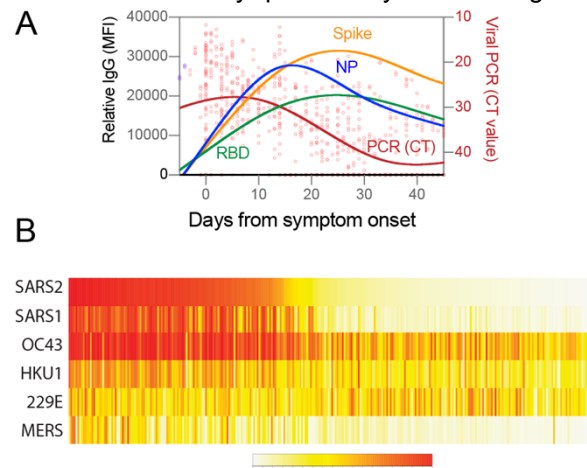 A
Relative IgG (MFI)
40000
30000
20000
10000
0
Spike
NP
RBD
PCR (CT)
10
20
30
40
Viral PCR (CT value)
0 10 20 30 40
Days from symptom onset
B
SARS2
SARS1
OC43
HKU1
229E
MERS